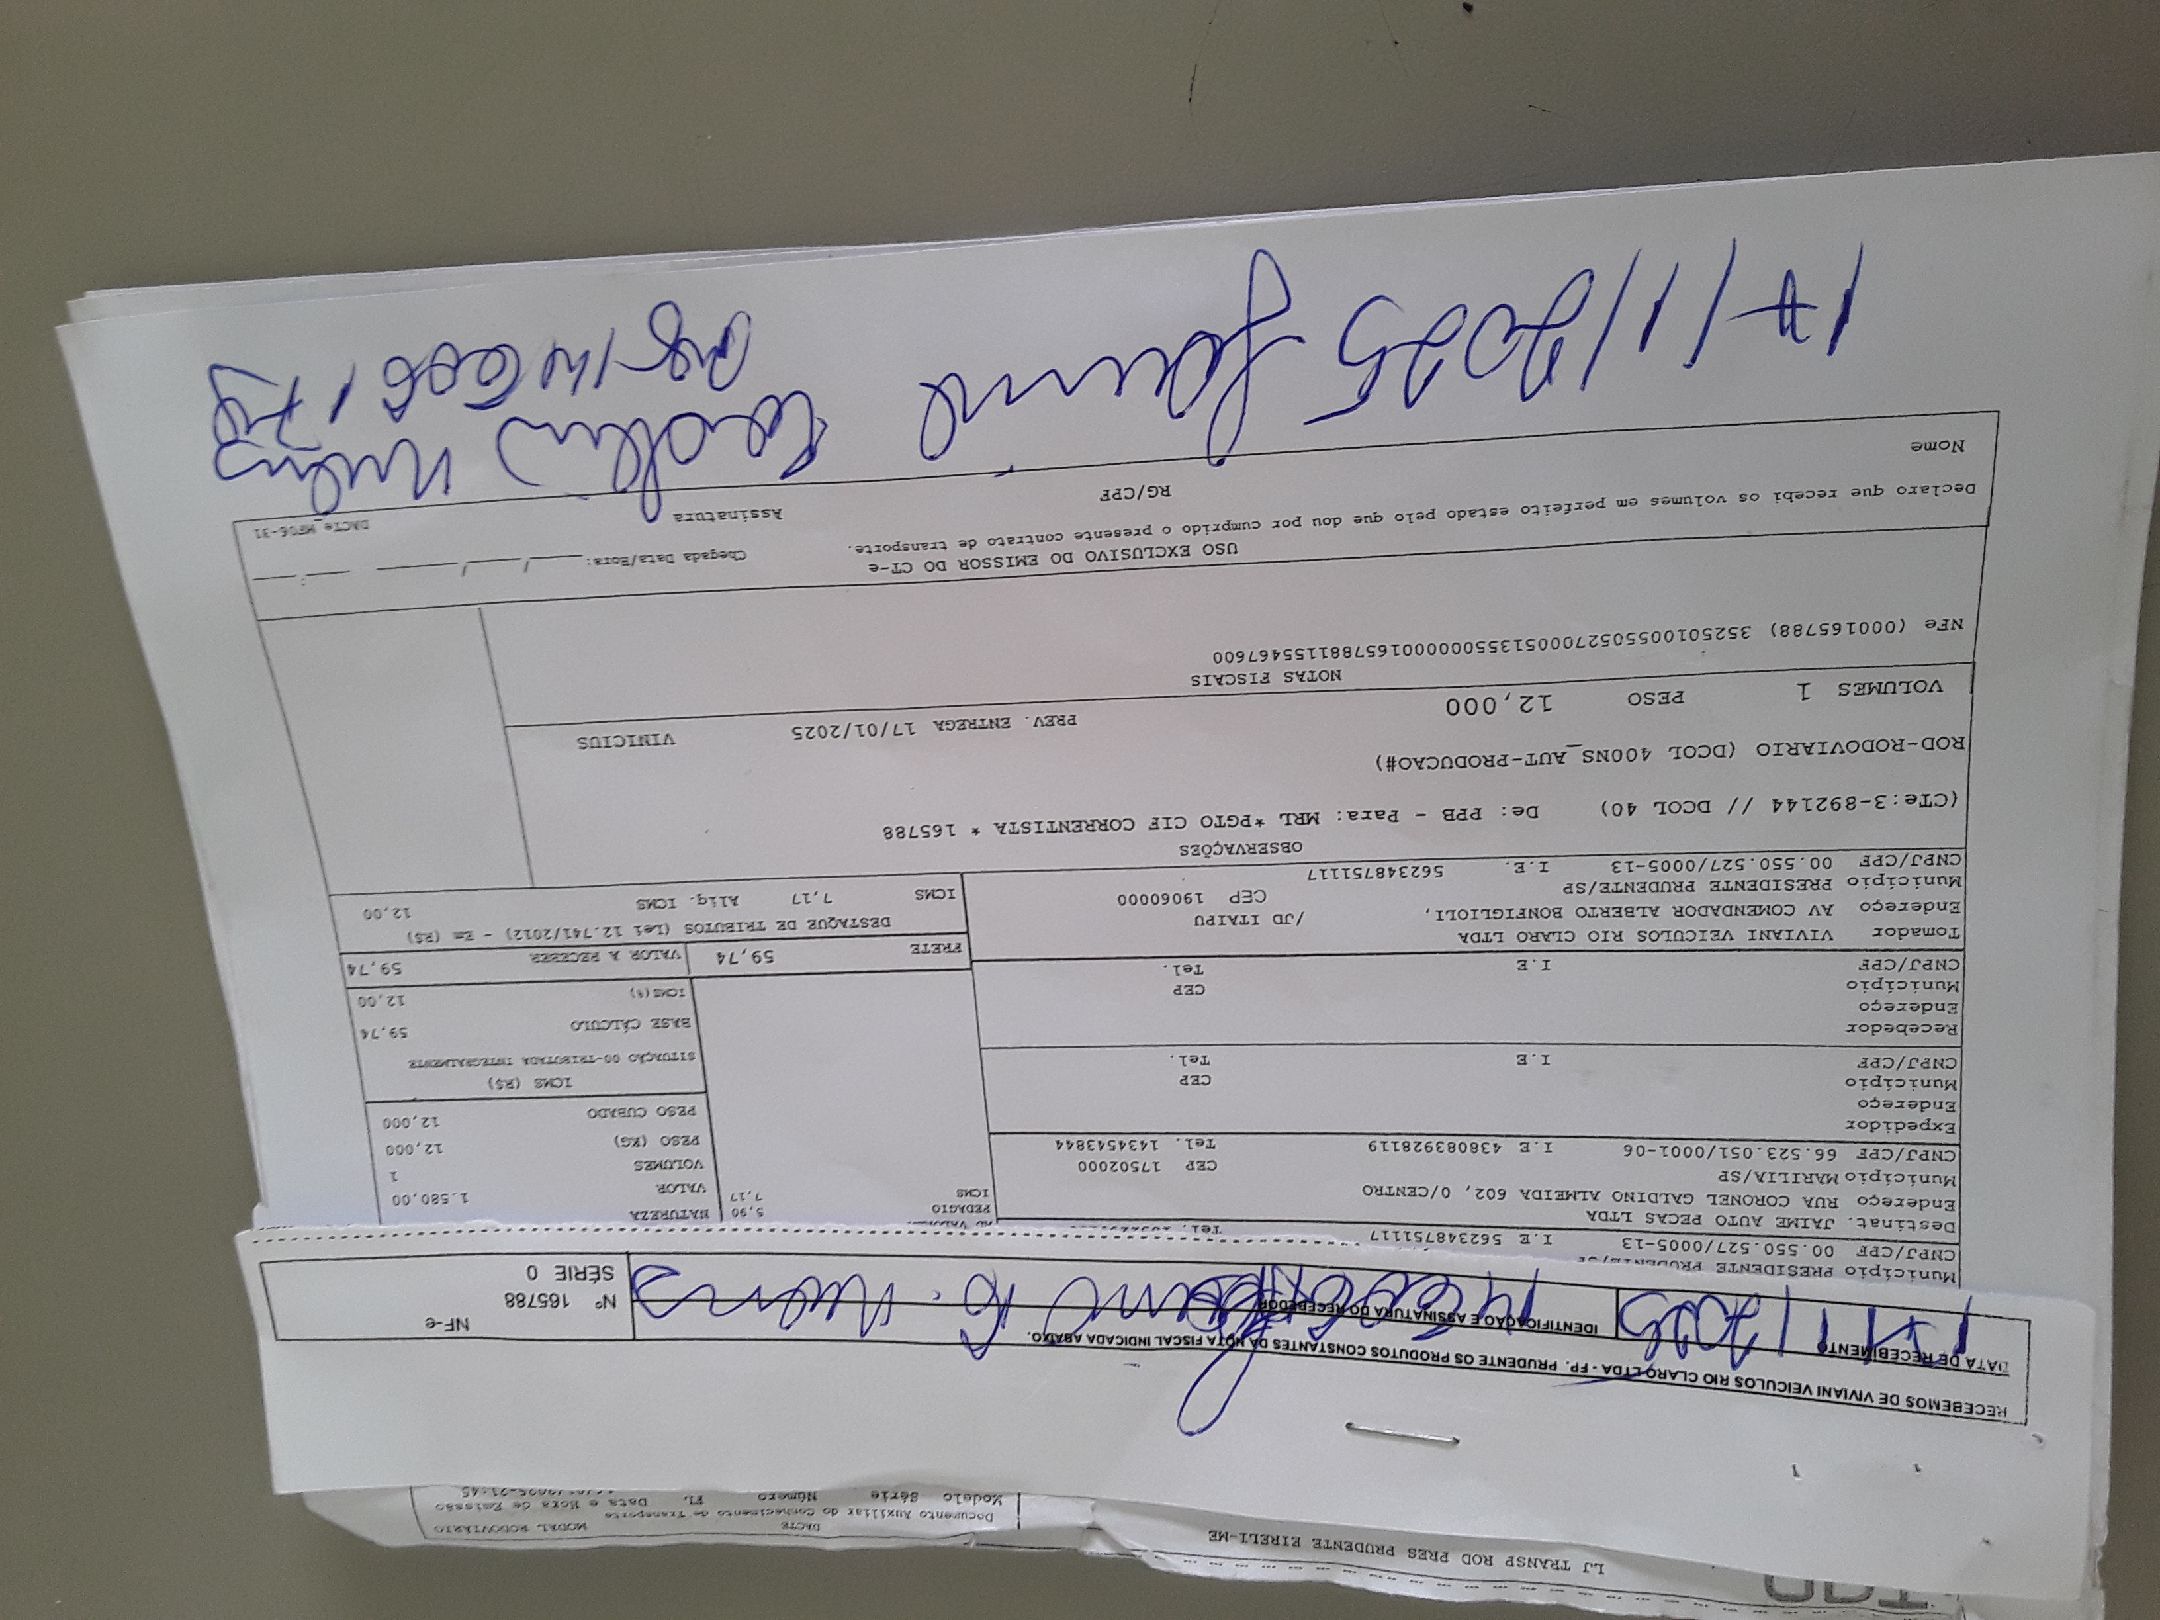 LJ TRANSP ROD PRES PRUDENTE EIRELI-ME
DACTE
MODAL RODOVIÁRIO
Documento Auxiliar do Conhecimento de Transporte
Modelo Série Número Fl. Data e Hora de Emissão
RECEBEMOS DE VIVIANI VEICULOS RIO CLARO LTDA - PP. PRUDENTE OS PRODUTOS CONSTANTES DA NOTA FISCAL INDICADA ABAIXO.
DATA DE RECEBIMENTO
IDENTIFICAÇÃO E ASSINATURA DO RECEBEDOR
NF-e
Nº 165788
SÉRIE 0
Município PRESIDENTE PRUDENTE/SP
CNPJ/CPF 00.550.527/0005-13 I.E 562348751117
Destinat. JAIME AUTO PECAS LTDA
Endereço RUA CORONEL GALDINO ALMEIDA 602, 0/CENTRO
Município MARILIA/SP CEP 17502000
CNPJ/CPF 66.523.051/0001-06 I.E 438083928119 Tel. 1434543844
Expedidor
Endereço
Município CEP
CNPJ/CPF I.E Tel.
Recebedor
Endereço
Município CEP
CNPJ/CPF I.E Tel.
Tomador VIVIANI VEICULOS RIO CLARO LTDA
Endereço AV COMENDADOR ALBERTO BONFIGLIOLI, /JD ITAIPU
Município PRESIDENTE PRUDENTE/SP CEP 19060000
CNPJ/CPF 00.550.527/0005-13 I.E. 562348751117
PEDAGIO 5,90
ICMS 7,17
NATUREZA
VALOR 1.580,00
VOLUMES 1
PESO (KG) 12,000
PESO CUBADO 12,000
ICMS (R$)
SITUAÇÃO 00-TRIBUTADA INTEGRALMENTE
BASE CÁLCULO 59,74
ICMS(%) 12,00
FRETE 59,74 VALOR A RECEBER 59,74
DESTAQUE DE TRIBUTOS (Lei 12.741/2012) - Em (R$)
ICMS 7,17 Aliq. ICMS 12,00
OBSERVAÇÕES
(CTe:3-892144 // DCOL 40) De: PPB - Para: MRL *PGTO CIF CORRENTISTA * 165788
ROD-RODOVIARIO (DCOL 400NS_AUT-PRODUCAO#)
VOLUMES 1 PESO 12,000 PREV. ENTREGA 17/01/2025 VINICIUS
NOTAS FISCAIS
NFe (000165788) 35250100550527000513550000001657881155467600
USO EXCLUSIVO DO EMISSOR DO CT-e
Declaro que recebi os volumes em perfeito estado pelo que dou por cumprido o presente contrato de transporte.
Chegada Data/Hora:
Nome RG/CPF Assinatura
DACTe_MP06-31
17/1/2025 Jaime